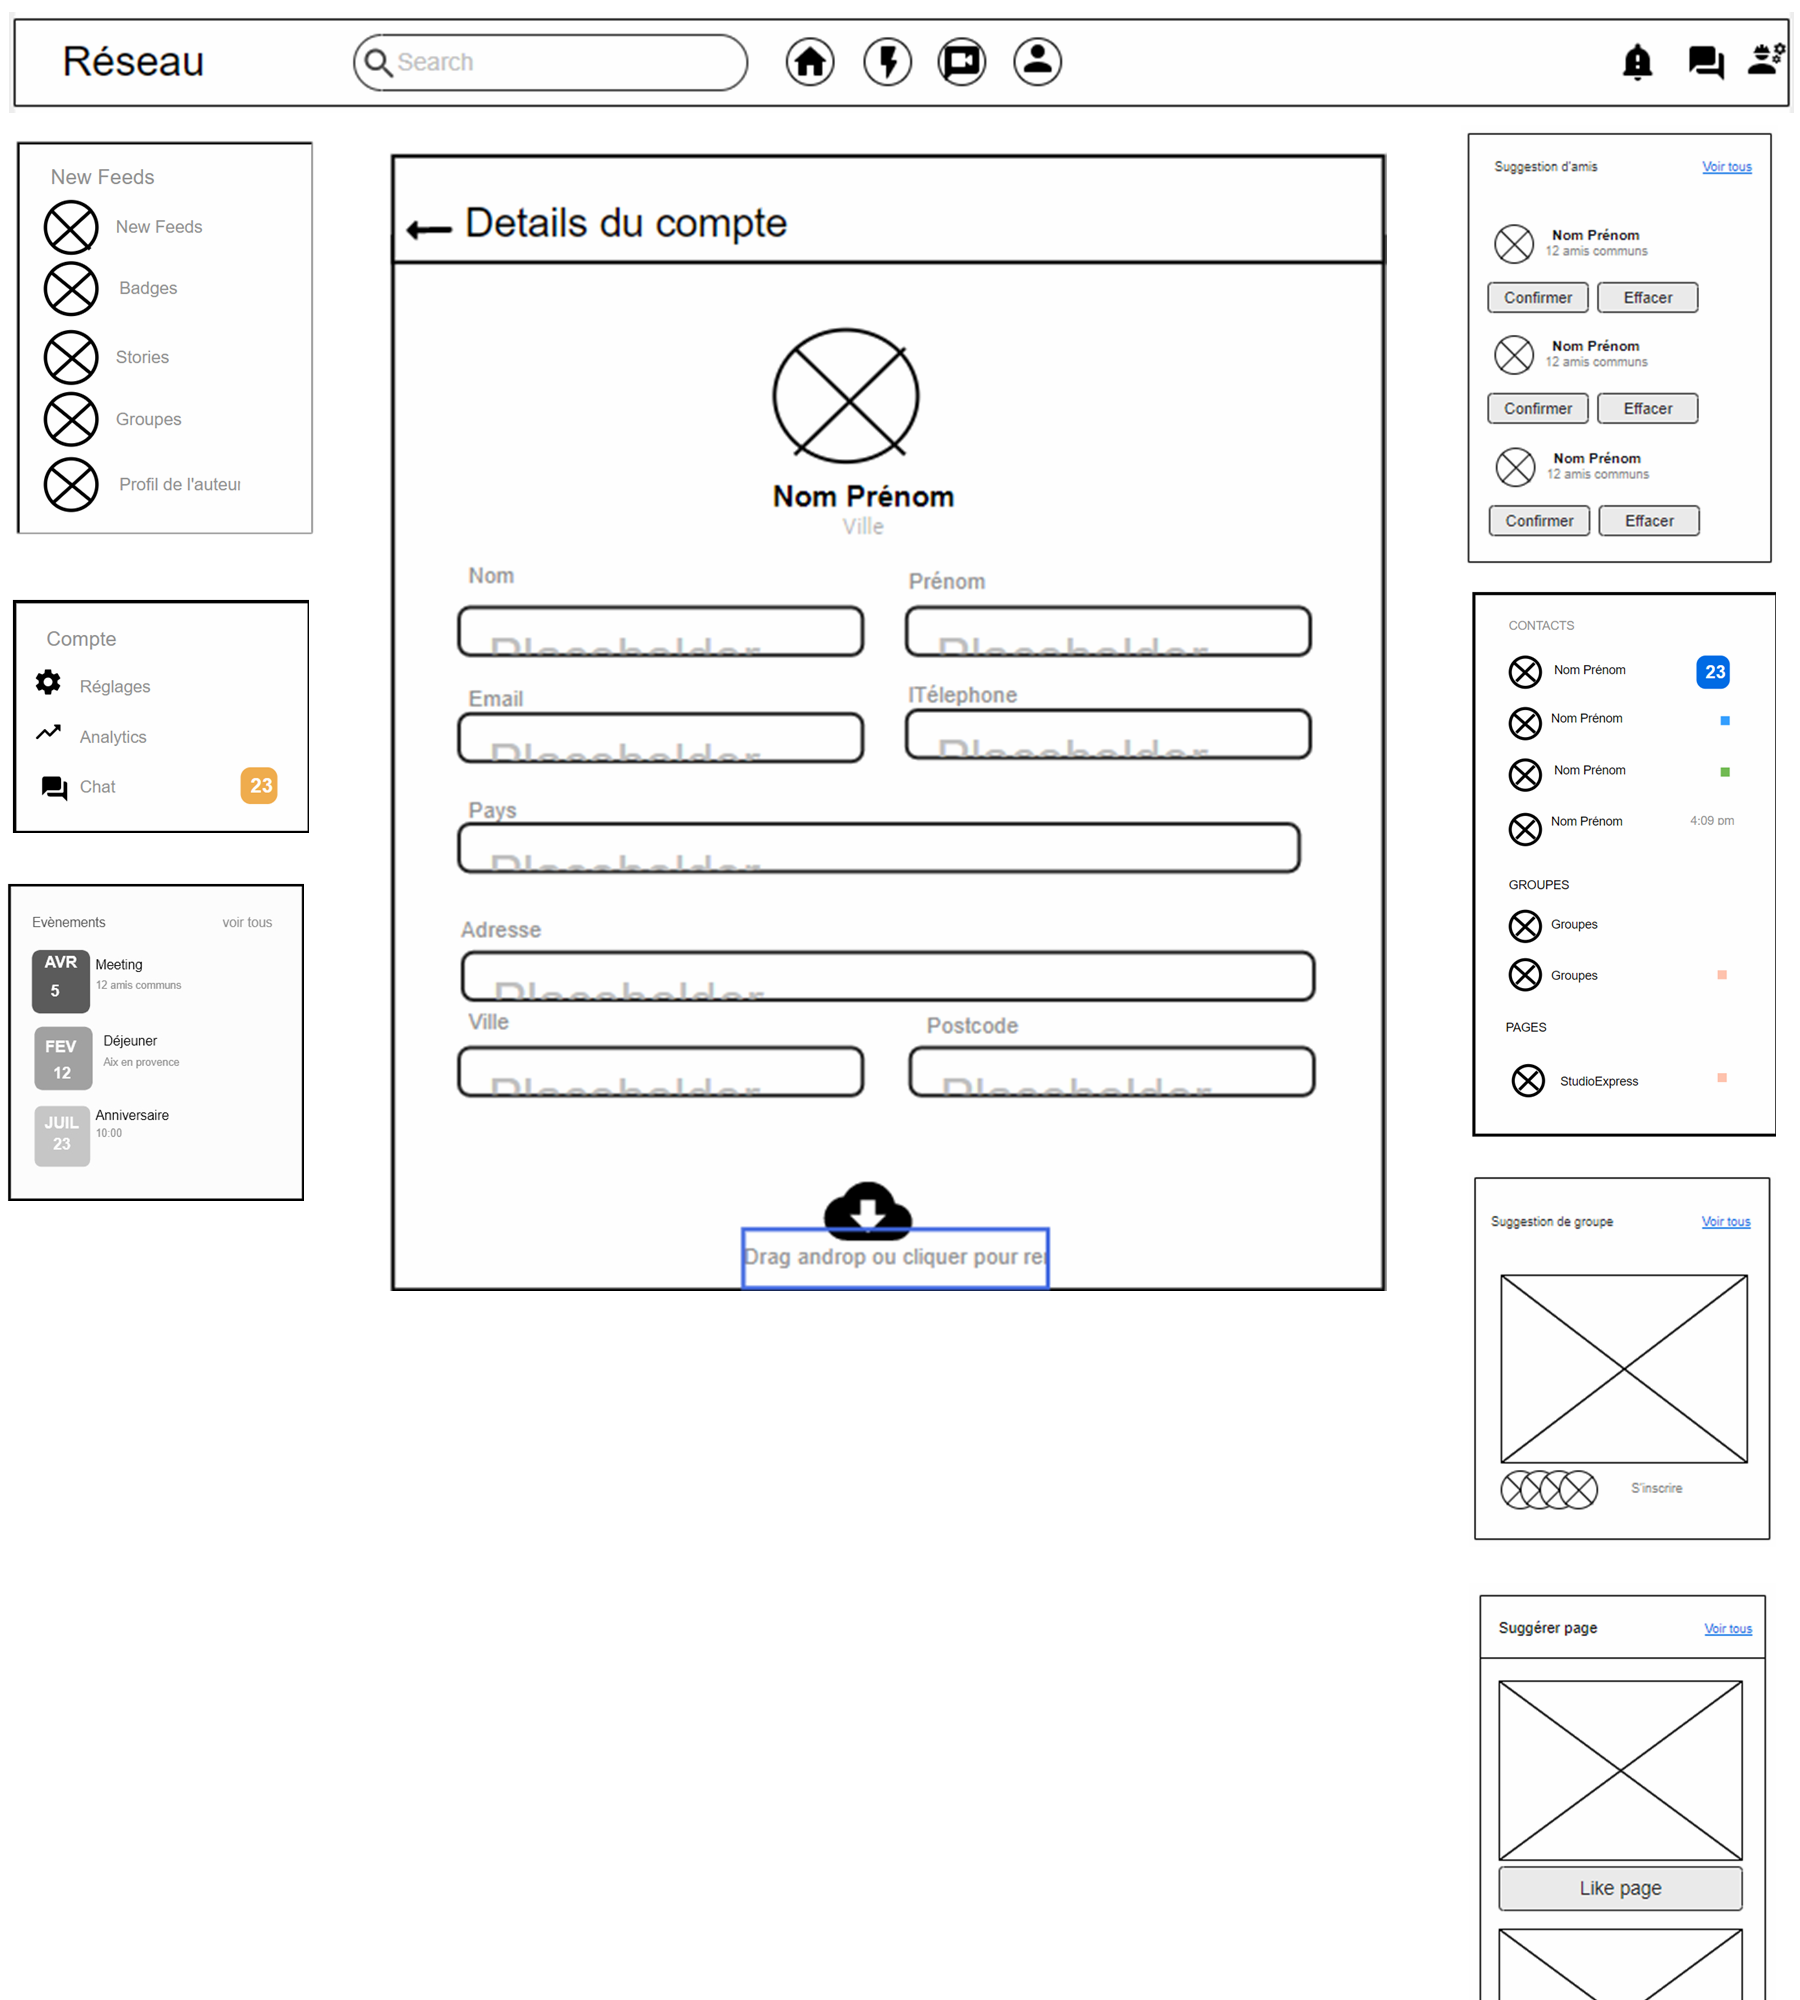 Réseau
Search
New Feeds
New Feeds
Badges
Stories
Groupes
Profil de l'auteur
Compte
Réglages
Analytics
Chat
23
Evènements
voir tous
AVR
5
Meeting
12 amis communs
FEV
12
Déjeuner
Aix en provence
JUIL
23
Anniversaire
10:00
Details du compte
Nom Prénom
Ville
Nom
Prénom
Placeholder
Placeholder
Email
lTélephone
Placeholder
Placeholder
Pays
Placeholder
Adresse
Placeholder
Ville
Postcode
Placeholder
Placeholder
Drag androp ou cliquer pour rer
Suggestion d'amis
Voir tous
Nom Prénom
12 amis communs
Confirmer
Effacer
Nom Prénom
12 amis communs
Confirmer
Effacer
Nom Prénom
12 amis communs
Confirmer
Effacer
CONTACTS
Nom Prénom
23
Nom Prénom
Nom Prénom
Nom Prénom
4:09 pm
GROUPES
Groupes
Groupes
PAGES
StudioExpress
Suggestion de groupe
Voir tous
S'inscrire
Suggérer page
Voir tous
Like page